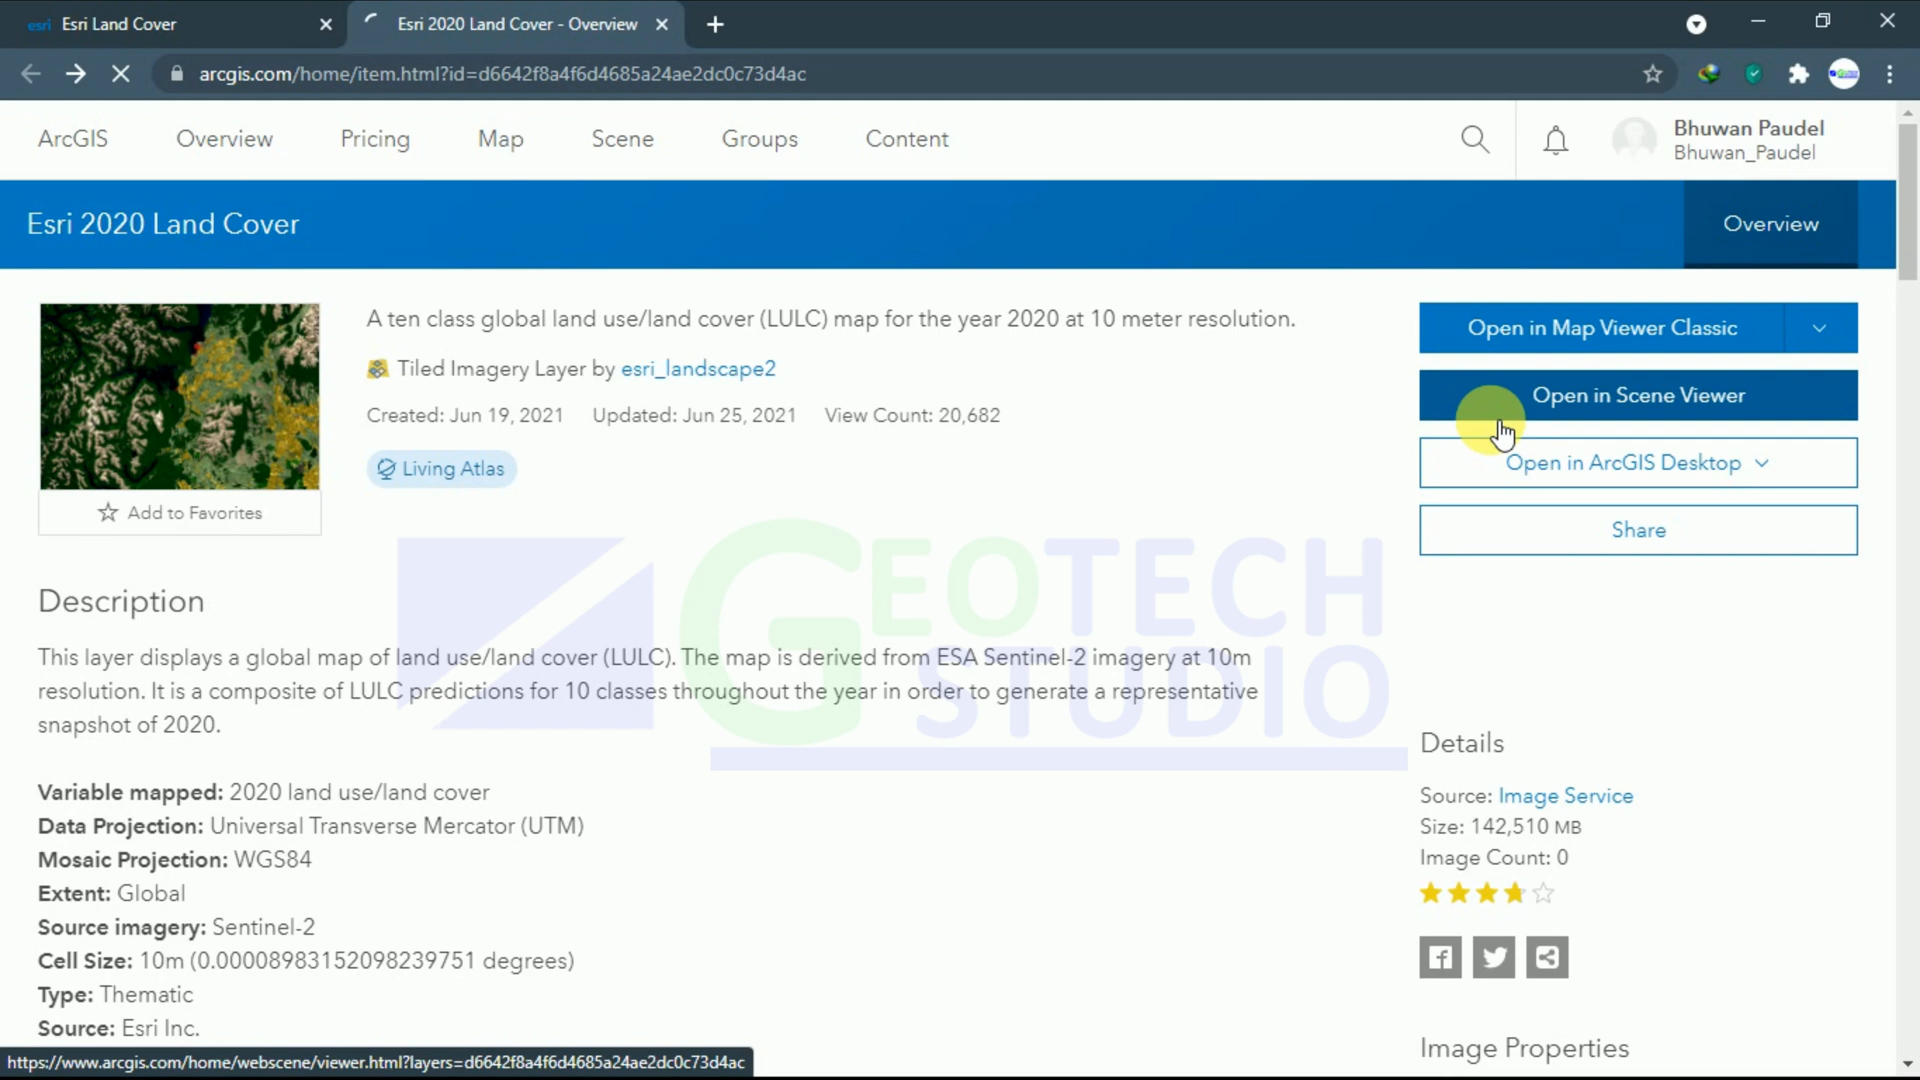 esri Esri Land Cover
Esri 2020 Land Cover - Overview
arcgis.com/home/item.html?id=d6642f8a4f6d4685a24ae2dc0c73d4ac
ArcGIS Overview Pricing Map Scene Groups Content
Bhuwan Paudel
Bhuwan_Paudel
Esri 2020 Land Cover
Overview
A ten class global land use/land cover (LULC) map for the year 2020 at 10 meter resolution.
Tiled Imagery Layer by esri_landscape2
Created: Jun 19, 2021 Updated: Jun 25, 2021 View Count: 20,682
Living Atlas
Add to Favorites
Open in Map Viewer Classic
Open in Scene Viewer
Open in ArcGIS Desktop
Share
GEOTECH
STUDIO
Description
This layer displays a global map of land use/land cover (LULC). The map is derived from ESA Sentinel-2 imagery at 10m
resolution. It is a composite of LULC predictions for 10 classes throughout the year in order to generate a representative
snapshot of 2020.
Variable mapped: 2020 land use/land cover
Data Projection: Universal Transverse Mercator (UTM)
Mosaic Projection: WGS84
Extent: Global
Source imagery: Sentinel-2
Cell Size: 10m (0.00008983152098239751 degrees)
Type: Thematic
Source: Esri Inc.
Details
Source: Image Service
Size: 142,510 MB
Image Count: 0
Image Properties
https://www.arcgis.com/home/webscene/viewer.html?layers=d6642f8a4f6d4685a24ae2dc0c73d4ac